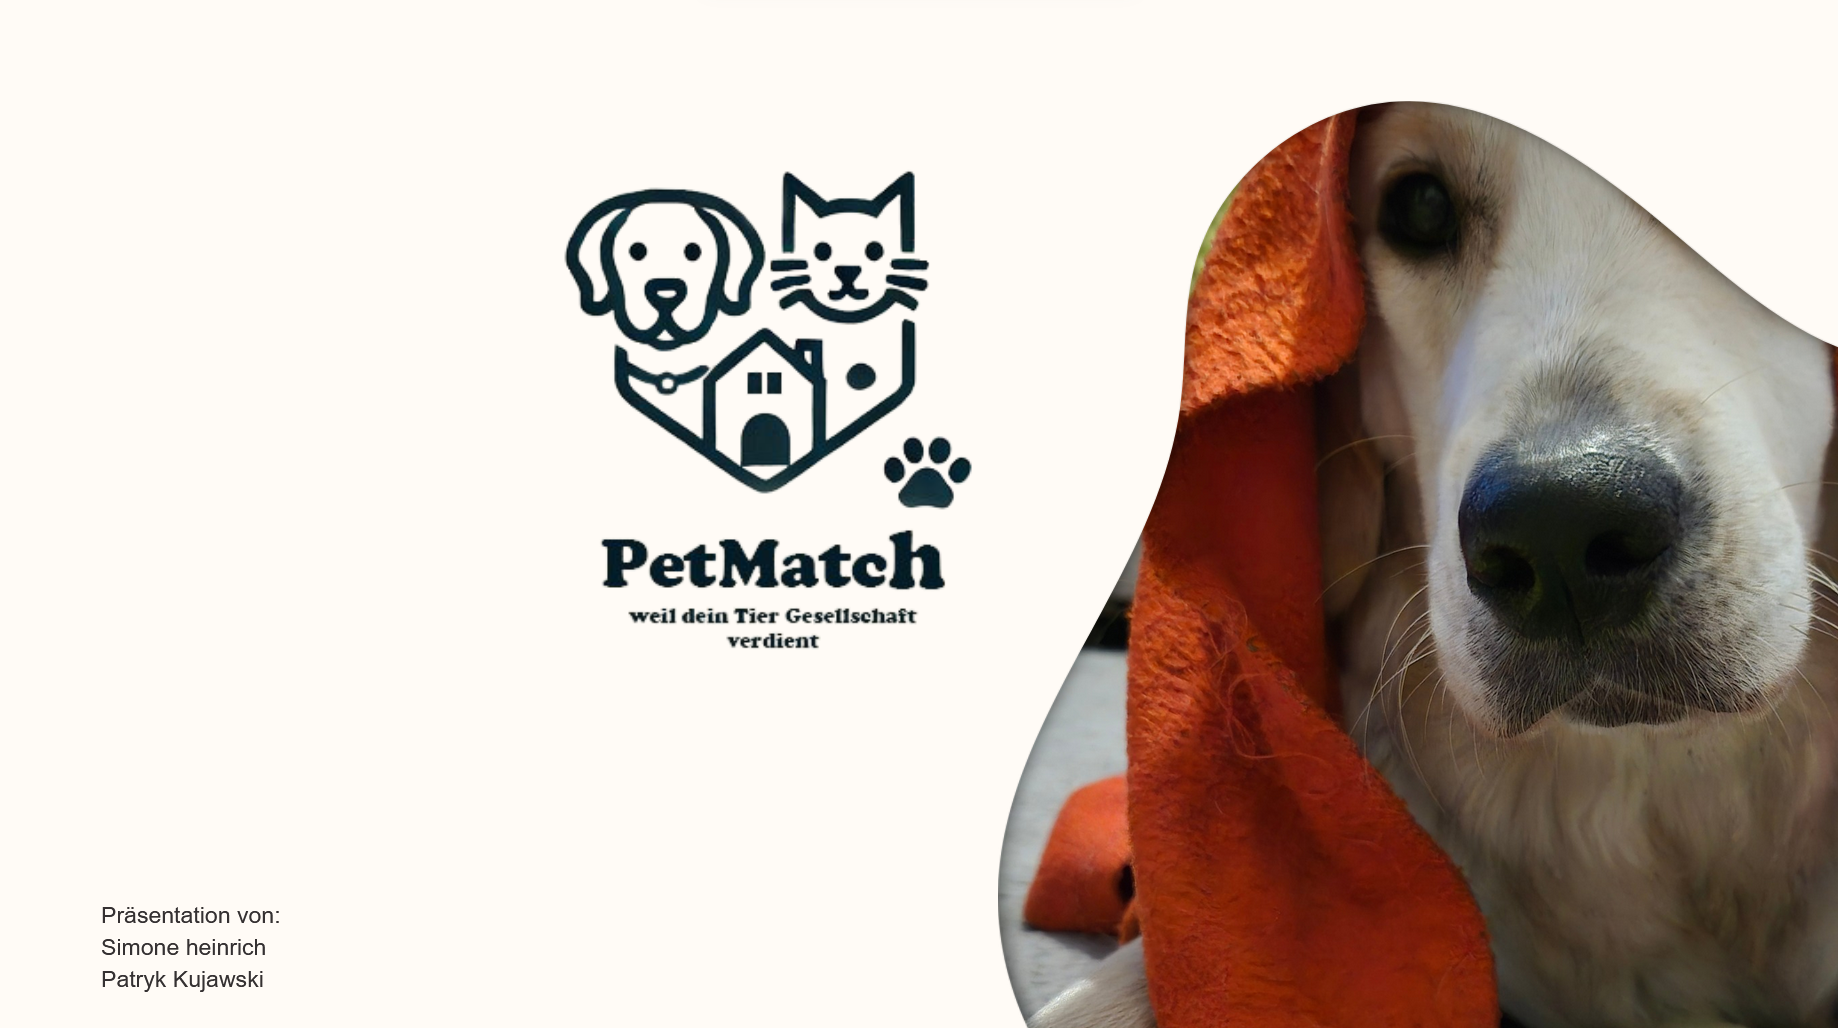 PetMatch
weil dein Tier Gesellschaft
verdient
Präsentation von:
Simone heinrich
Patryk Kujawski